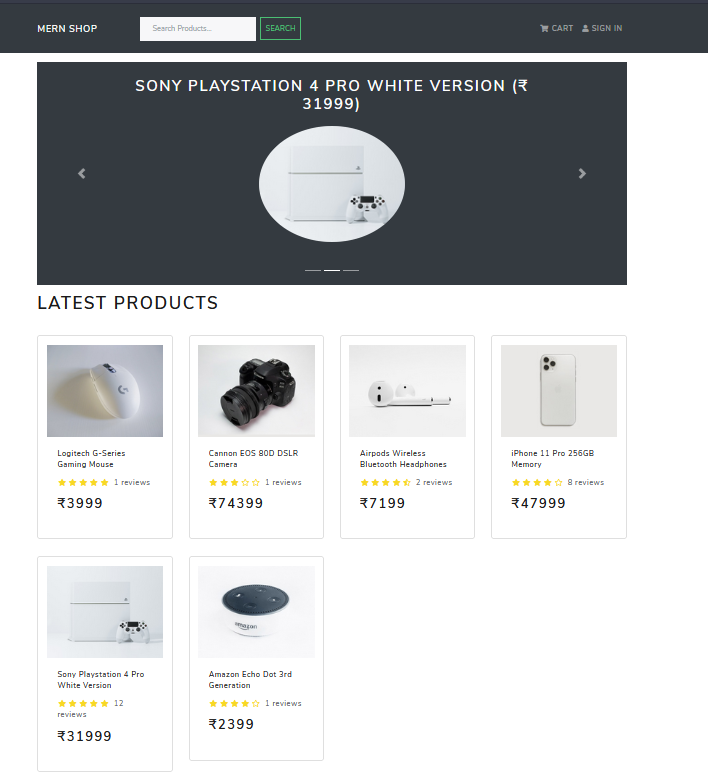 MERN SHOP
Search Products...
SEARCH
CART
SIGN IN
SONY PLAYSTATION 4 PRO WHITE VERSION (₹
31999)
LATEST PRODUCTS
Logitech G-Series
Gaming Mouse
1 reviews
₹3999
Cannon EOS 80D DSLR
Camera
1 reviews
₹74399
Airpods Wireless
Bluetooth Headphones
2 reviews
₹7199
iPhone 11 Pro 256GB
Memory
8 reviews
₹47999
Sony Playstation 4 Pro
White Version
12
reviews
₹31999
amazon
Amazon Echo Dot 3rd
Generation
1 reviews
₹2399